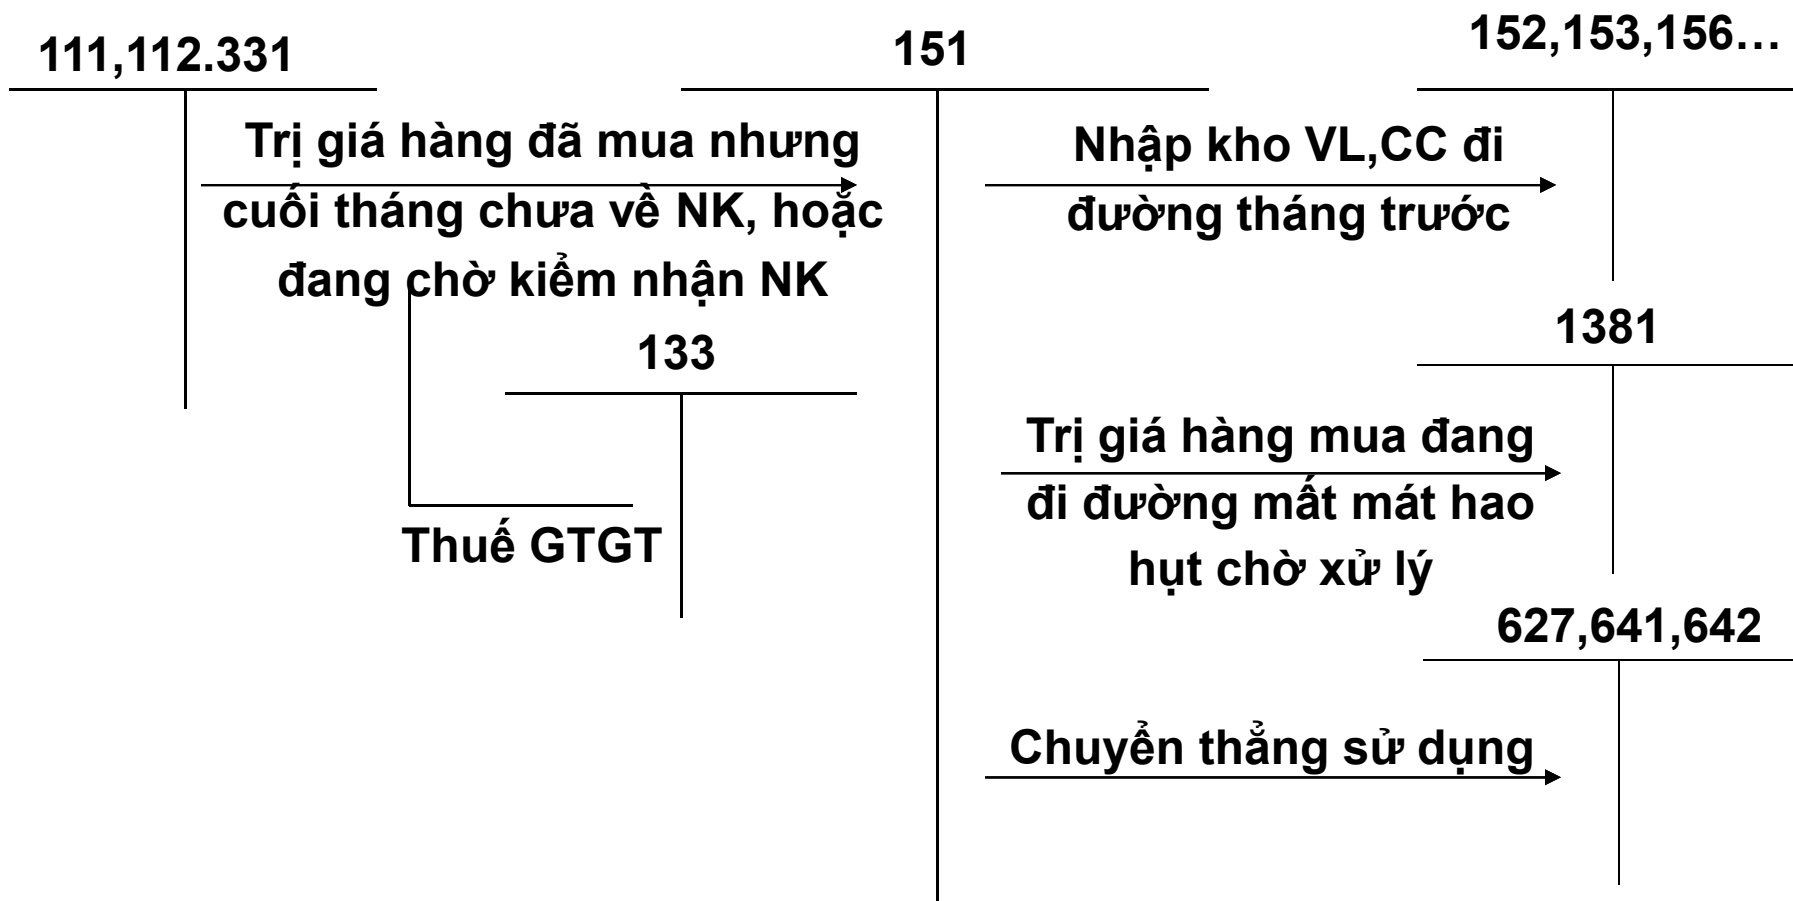 111,112.331
151
152,153,156…
Trị giá hàng đã mua nhưng
cuối tháng chưa về NK, hoặc
đang chờ kiểm nhận NK
Nhập kho VL,CC đi
đường tháng trước
133
Thuế GTGT
1381
Trị giá hàng mua đang
đi đường mất mát hao
hụt chờ xử lý
627,641,642
Chuyển thẳng sử dụng